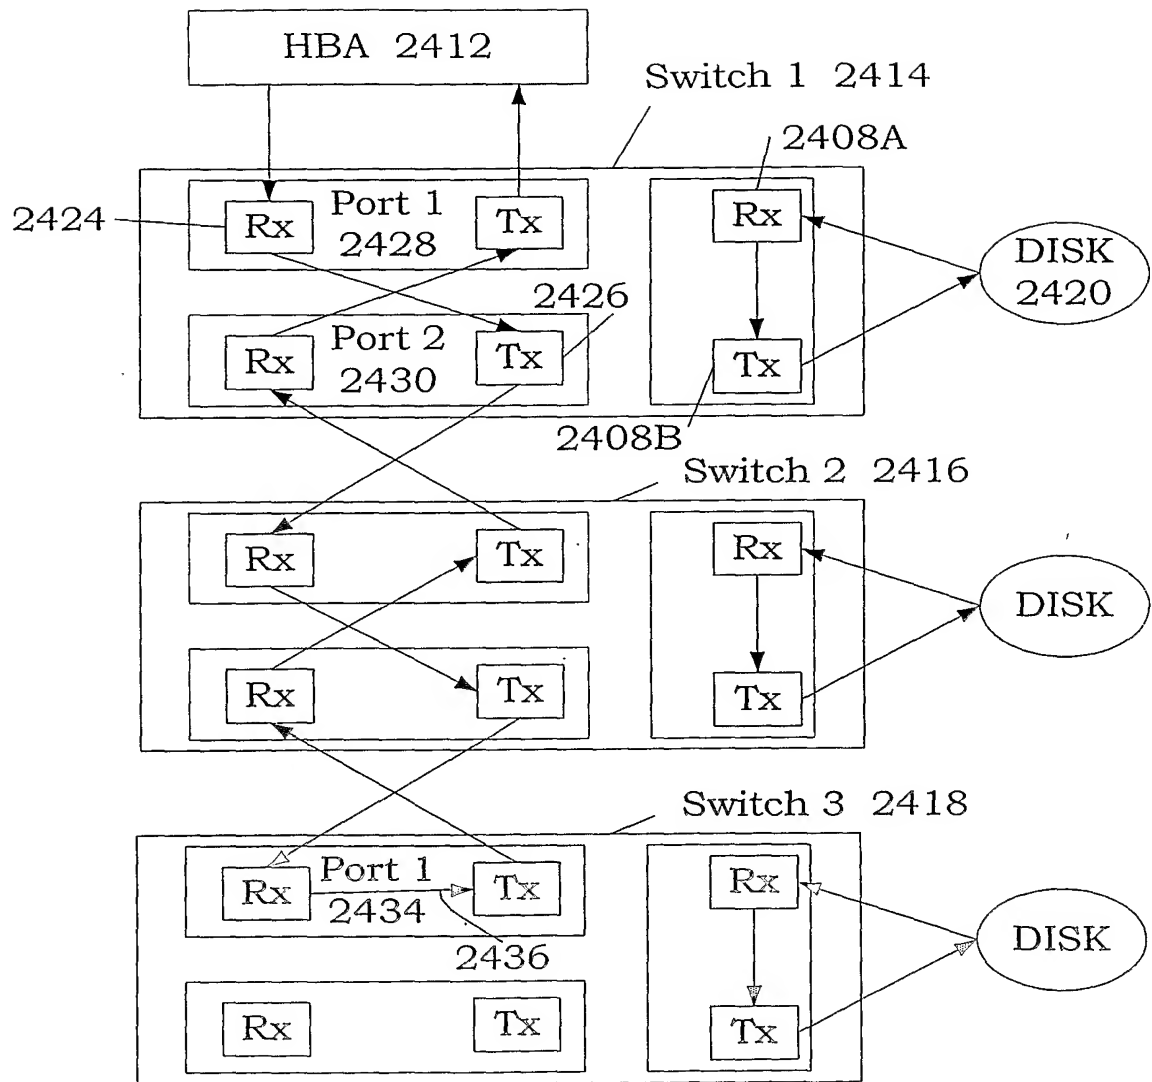 HBA 2412
Switch 1 2414
2408A
2424
Rx
Port 1
2428
Tx
Rx
DISK
2420
2426
Rx
Port 2
2430
Tx
Tx
2408B
Switch 2 2416
Rx
Tx
Rx
DISK
Rx
Tx
Tx
Switch 3 2418
Rx
Port 1
2434
Tx
Rx
2436
DISK
Rx
Tx
Tx